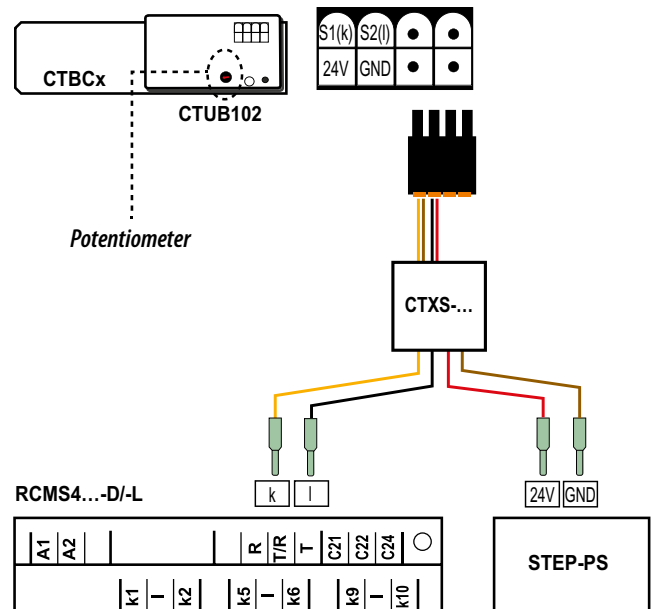 S1(k) S2(l)
24V GND
CTBCx
CTUB102
Potentiometer
CTXS-...
RCMS4...-D/-L
k l
24V GND
A1 A2 R T/R T C21 C22 C24
STEP-PS
k1 l k2 k5 l k6 k9 l k10